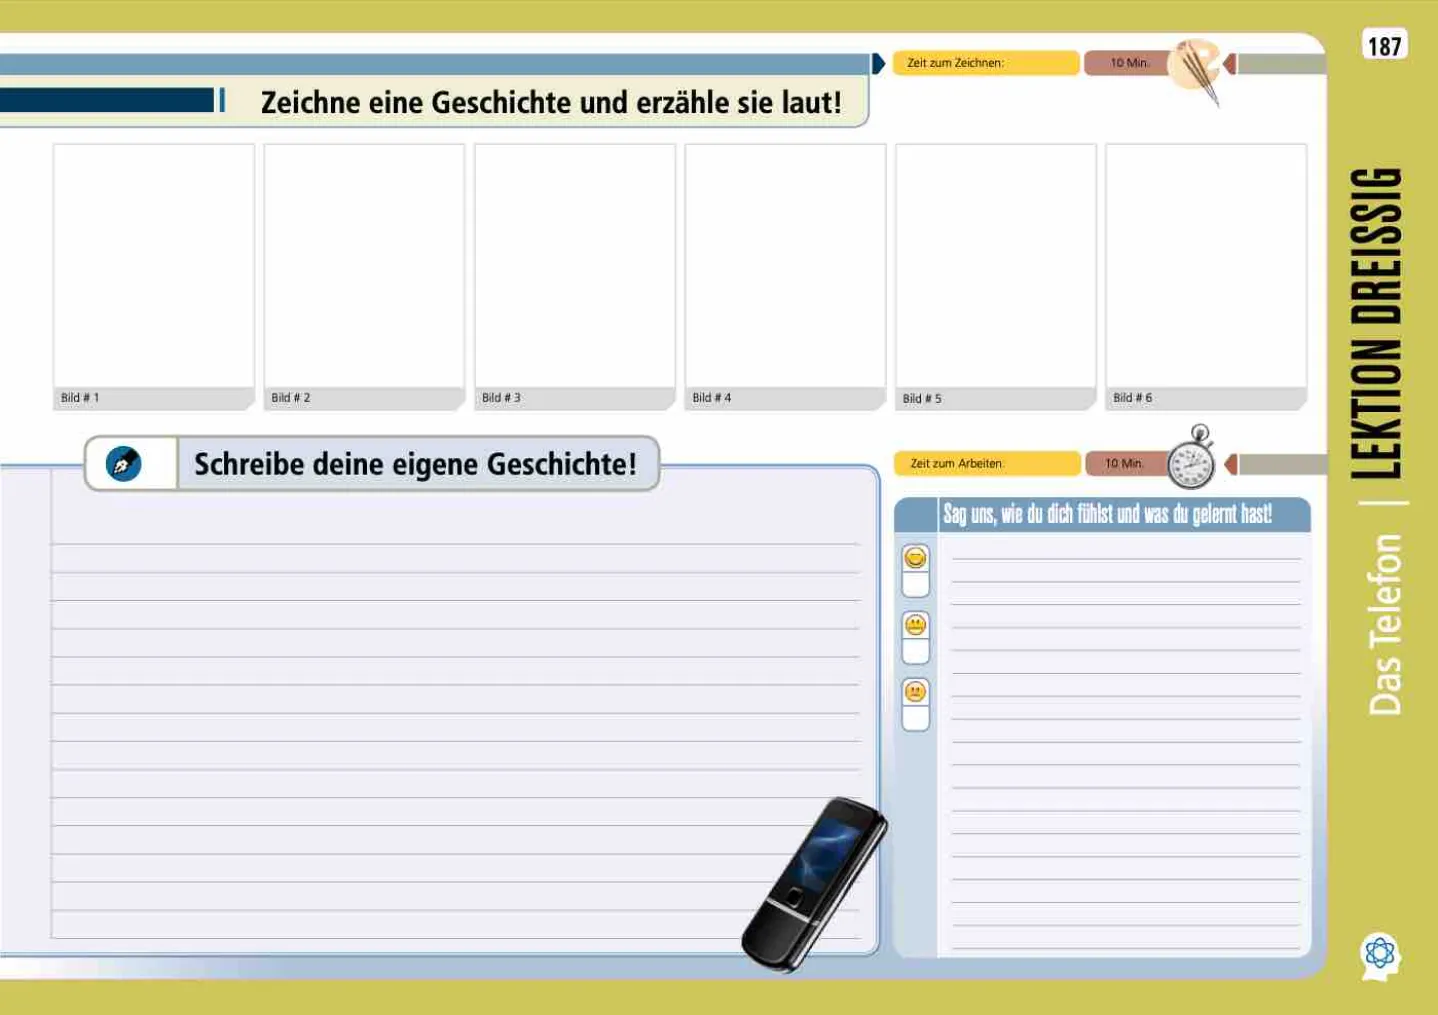 187
Zeit zum Zeichnen:
10 Min.
Zeichne eine Geschichte und erzähle sie laut!
Bild # 1
Bild # 2
Bild # 3
Bild # 4
Bild # 5
Bild # 6
Schreibe deine eigene Geschichte!
Zeit zum Arbeiten:
10 Min.
Sag uns, wie du dich fühlst und was du gelernt hast!
Das Telefon | LEKTION DREISSIG